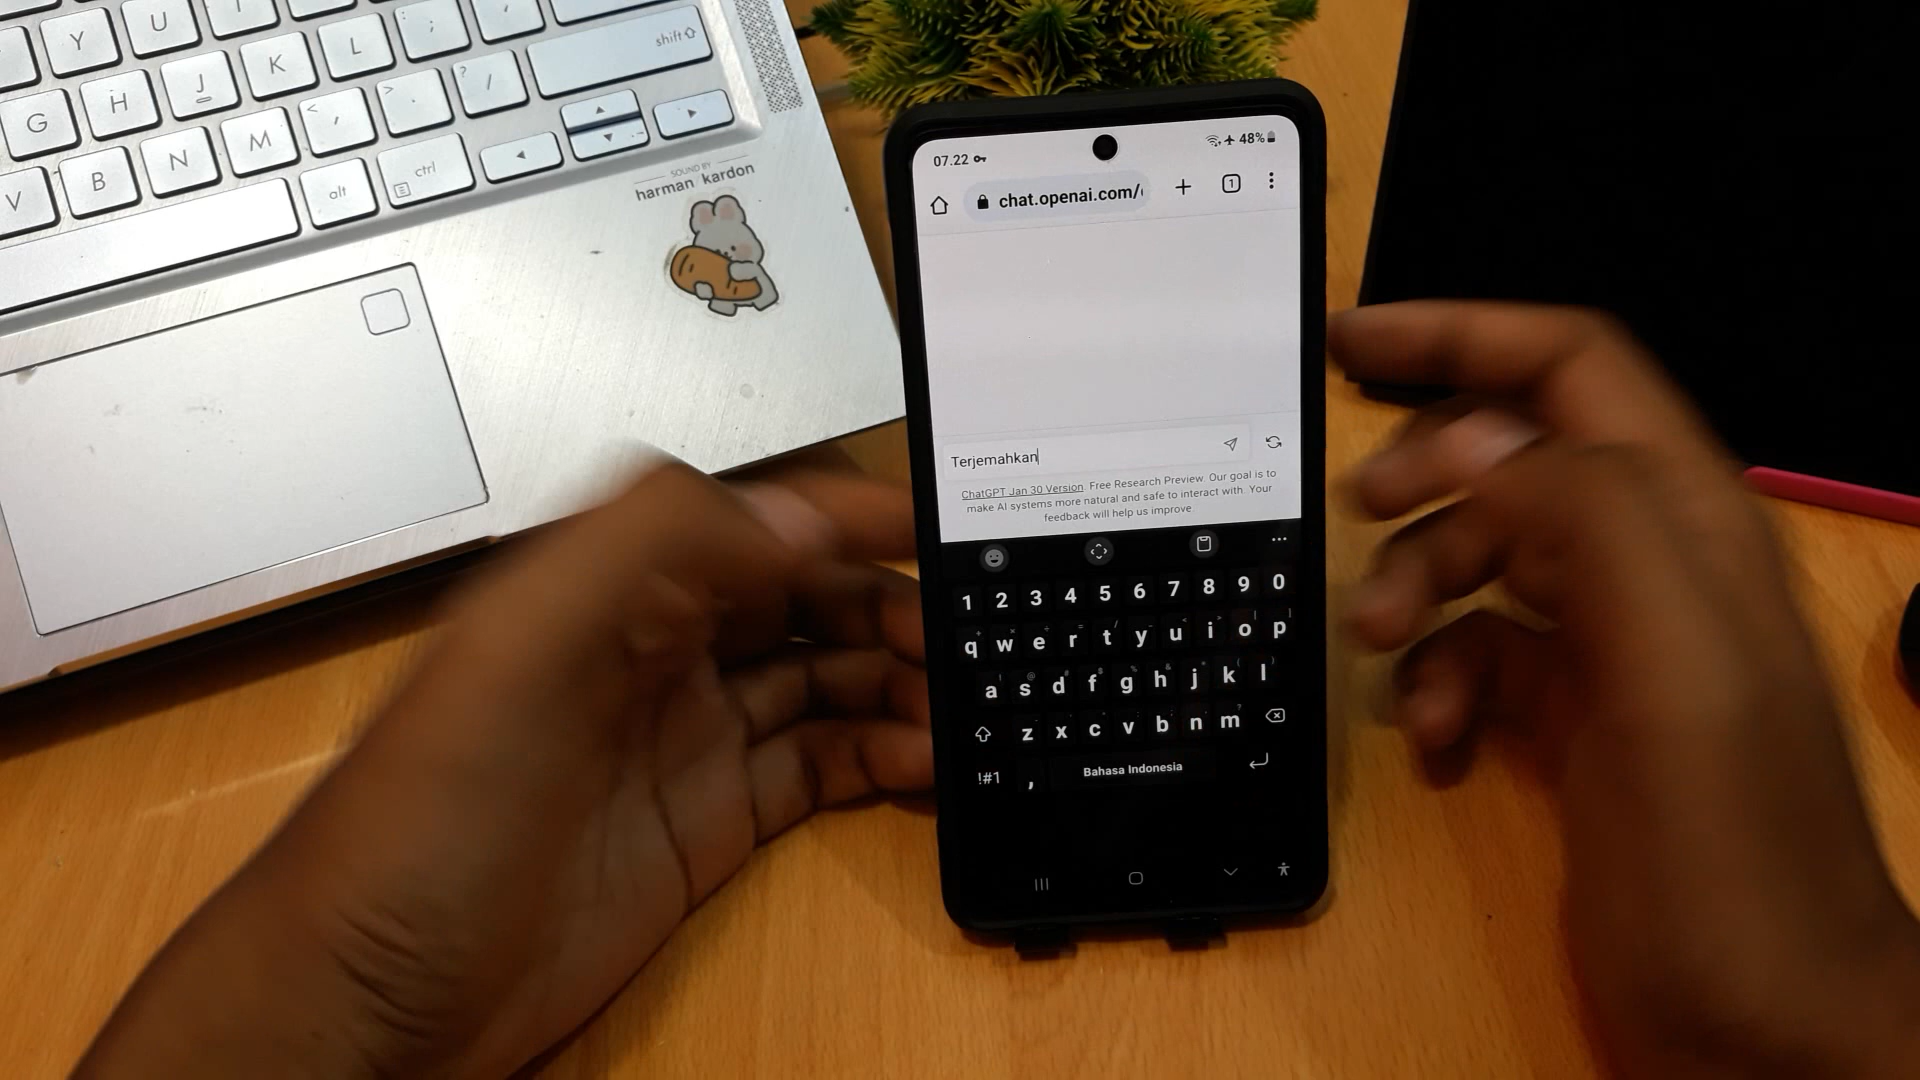 Y U I
G H J K L : ;
shift
V B N M < , > . ? /
alt ctrl
SOUND BY
harman / kardon
07.22 48%
chat.openai.com/ 1
Terjemahkan
ChatGPT Jan 30 Version. Free Research Preview. Our goal is to
make AI systems more natural and safe to interact with. Your
feedback will help us improve.
1 2 3 4 5 6 7 8 9 0
q w e r t y u i o p
a s d f g h j k l
z x c v b n m
!#1 , Bahasa Indonesia